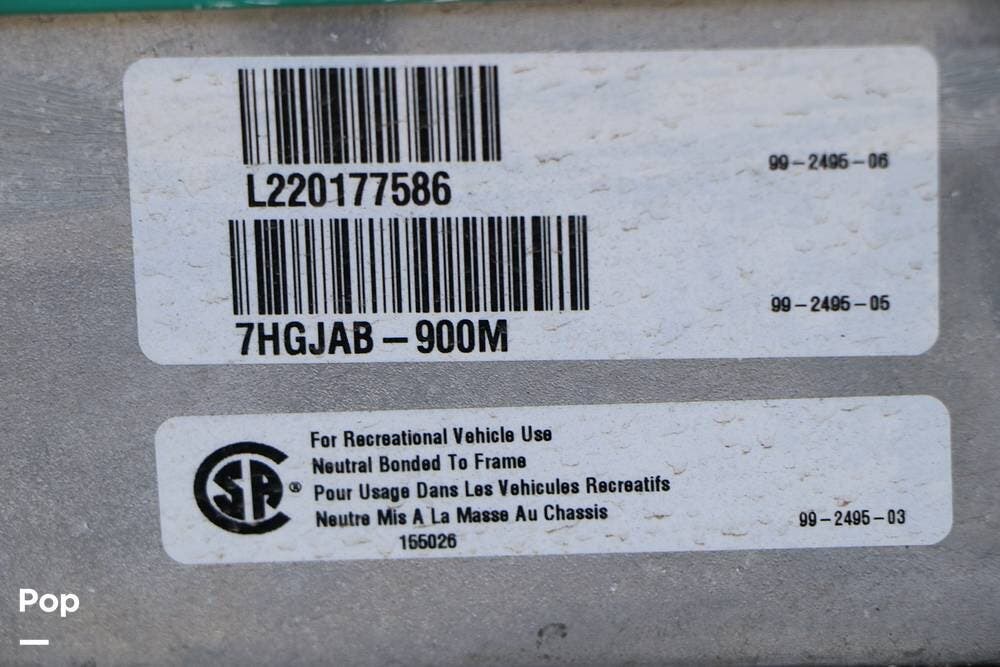 L220177586
99-2495-06
7HGJAB-900M
99-2495-05
CSA®
For Recreational Vehicle Use
Neutral Bonded To Frame
Pour Usage Dans Les Vehicules Recreatifs
Neutre Mis A La Masse Au Chassis
155026
99-2495-03
Pop